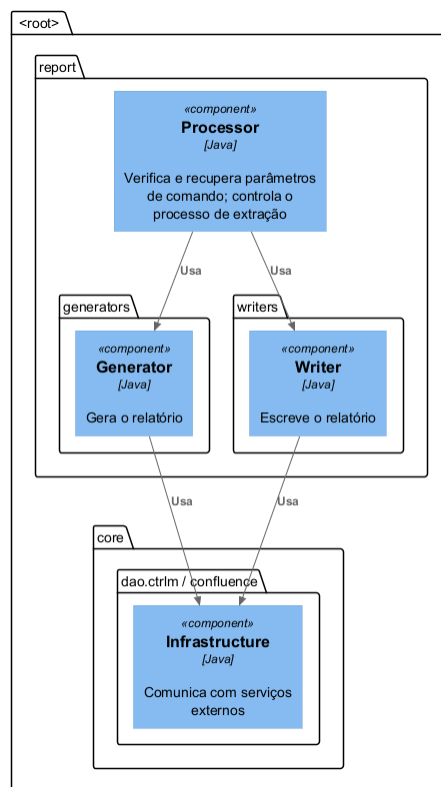 <root>
report
«component»
Processor
[Java]
Verifica e recupera parâmetros
de comando; controla o
processo de extração
Usa
Usa
generators
writers
«component»
Generator
[Java]
Gera o relatório
«component»
Writer
[Java]
Escreve o relatório
Usa
Usa
core
dao.ctrlm / confluence
«component»
Infrastructure
[Java]
Comunica com serviços
externos